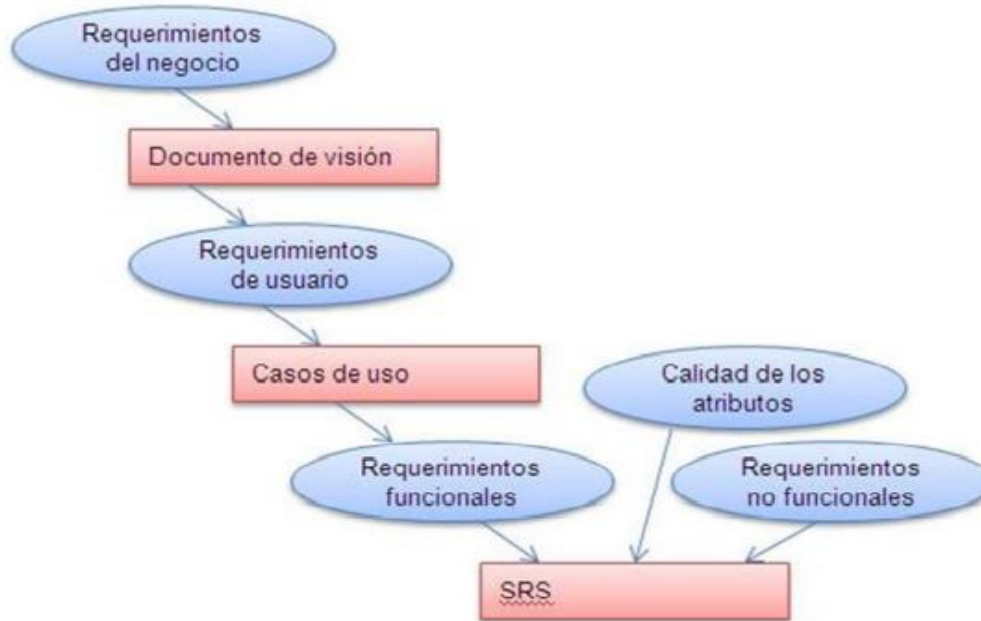 Requerimientos
del negocio
Documento de visión
Requerimientos
de usuario
Casos de uso
Calidad de los
atributos
Requerimientos
funcionales
Requerimientos
no funcionales
SRS